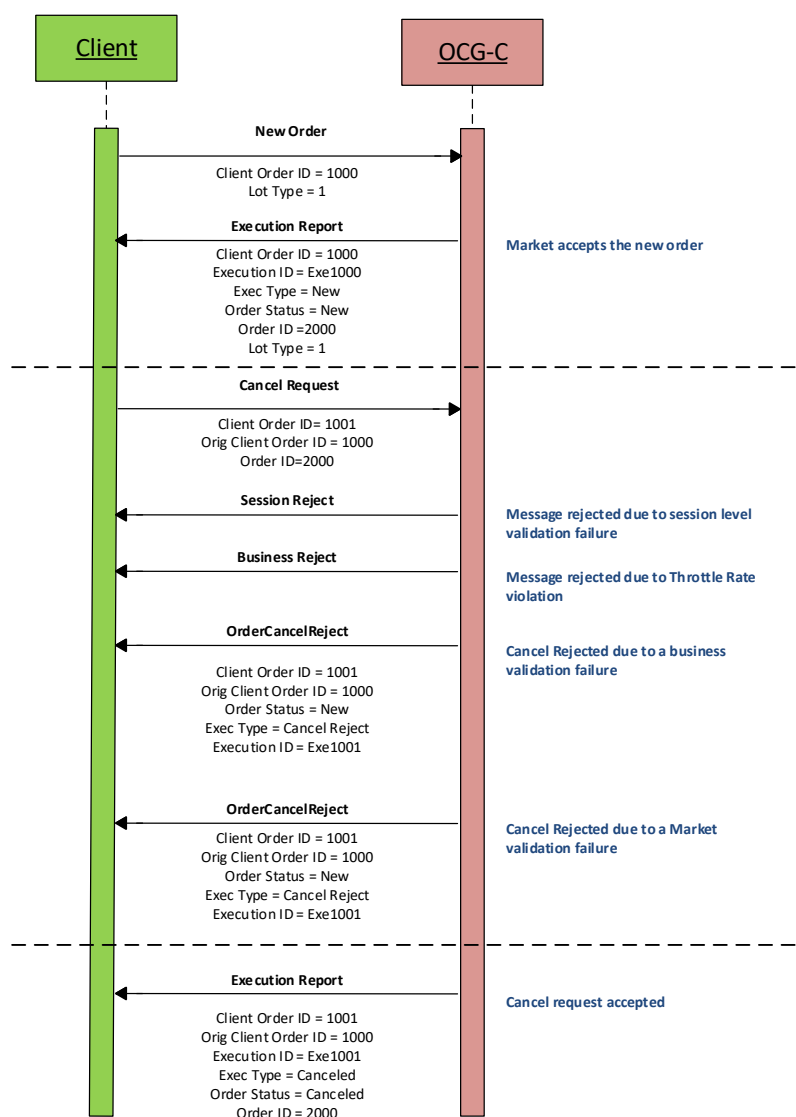 Client
OCG-C
New Order
Client Order ID = 1000
Lot Type = 1
Execution Report
Market accepts the new order
Client Order ID = 1000
Execution ID = Exe1000
Exec Type = New
Order Status = New
Order ID =2000
Lot Type = 1
Cancel Request
Client Order ID= 1001
Orig Client Order ID = 1000
Order ID=2000
Session Reject
Message rejected due to session level
validation failure
Business Reject
Message rejected due to Throttle Rate
violation
OrderCancelReject
Cancel Rejected due to a business
validation failure
Client Order ID = 1001
Orig Client Order ID = 1000
Order Status = New
Exec Type = Cancel Reject
Execution ID = Exe1001
OrderCancelReject
Cancel Rejected due to a Market
validation failure
Client Order ID = 1001
Orig Client Order ID = 1000
Order Status = New
Exec Type = Cancel Reject
Execution ID = Exe1001
Execution Report
Cancel request accepted
Client Order ID = 1001
Orig Client Order ID = 1000
Execution ID = Exe1001
Exec Type = Canceled
Order Status = Canceled
Order ID = 2000